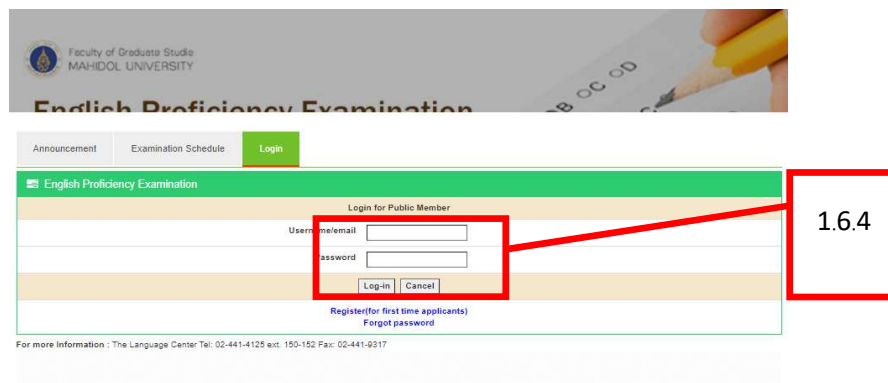 Faculty of Graduate Studie
MAHIDOL UNIVERSITY
English Proficiency Examination
Announcement Examination Schedule Login
English Proficiency Examination
Login for Public Member
Username/email
Password
Log-in Cancel
Register(for first time applicants)
Forgot password
For more Information : The Language Center Tel: 02-441-4125 ext. 150-152 Fax: 02-441-9317
1.6.4